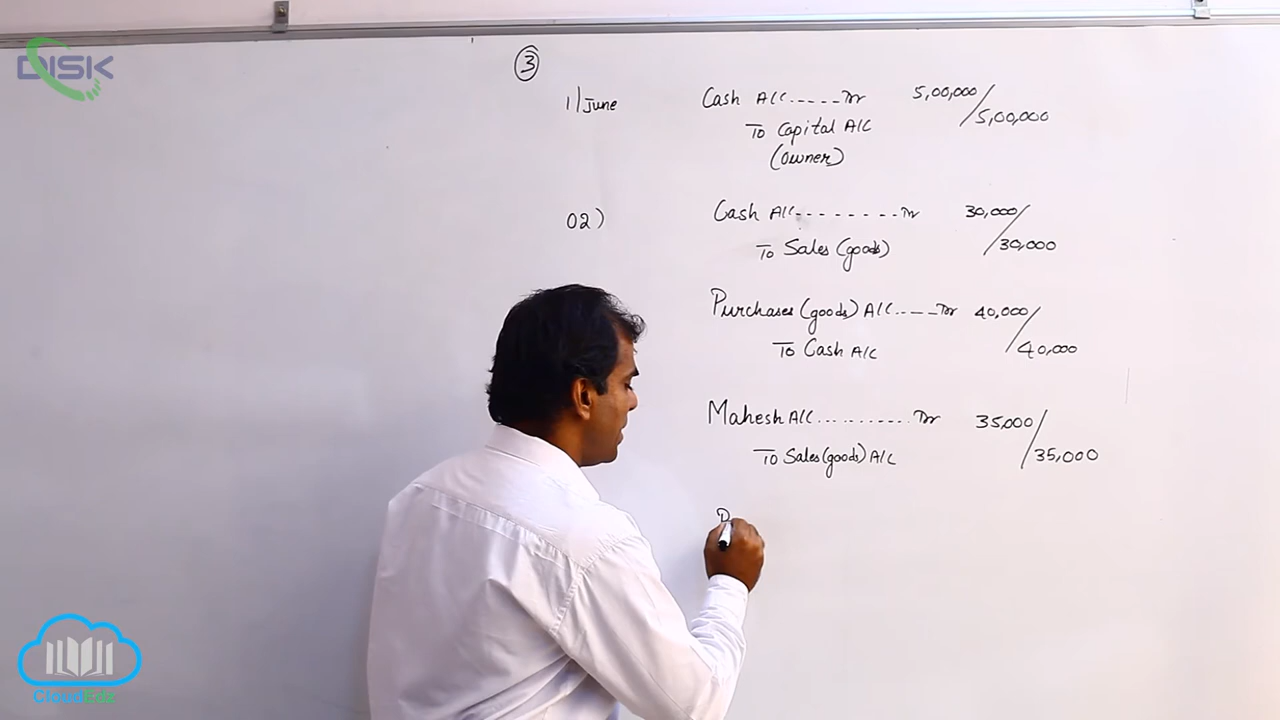 DISK
3
1) June Cash A/C.....Dr 5,00,000/
To Capital A/C 5,00,000
(Owner)
02) Cash A/C--------Dr 30,000/
To Sales (goods) /30,000
Purchases (goods) A/C.----Dr 40,000/
To Cash A/C /40,000
Mahesh A/C........... Dr 35,000/
To Sales (goods) A/C /35,000
D
CloudEdz